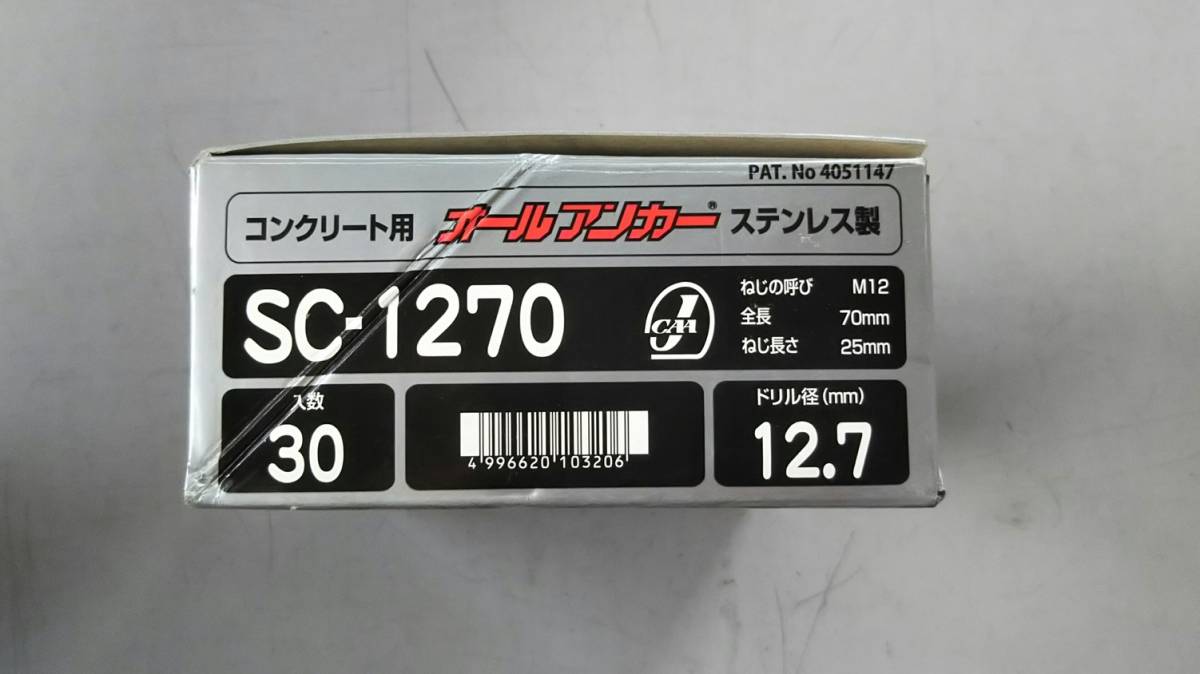 PAT. No 4051147
コンクリート用 オールアンカー® ステンレス製
SC-1270
JCAA
ねじの呼び M12
全長 70mm
ねじ長さ 25mm
入数
30
4 996620 103206
ドリル径(mm)
12.7